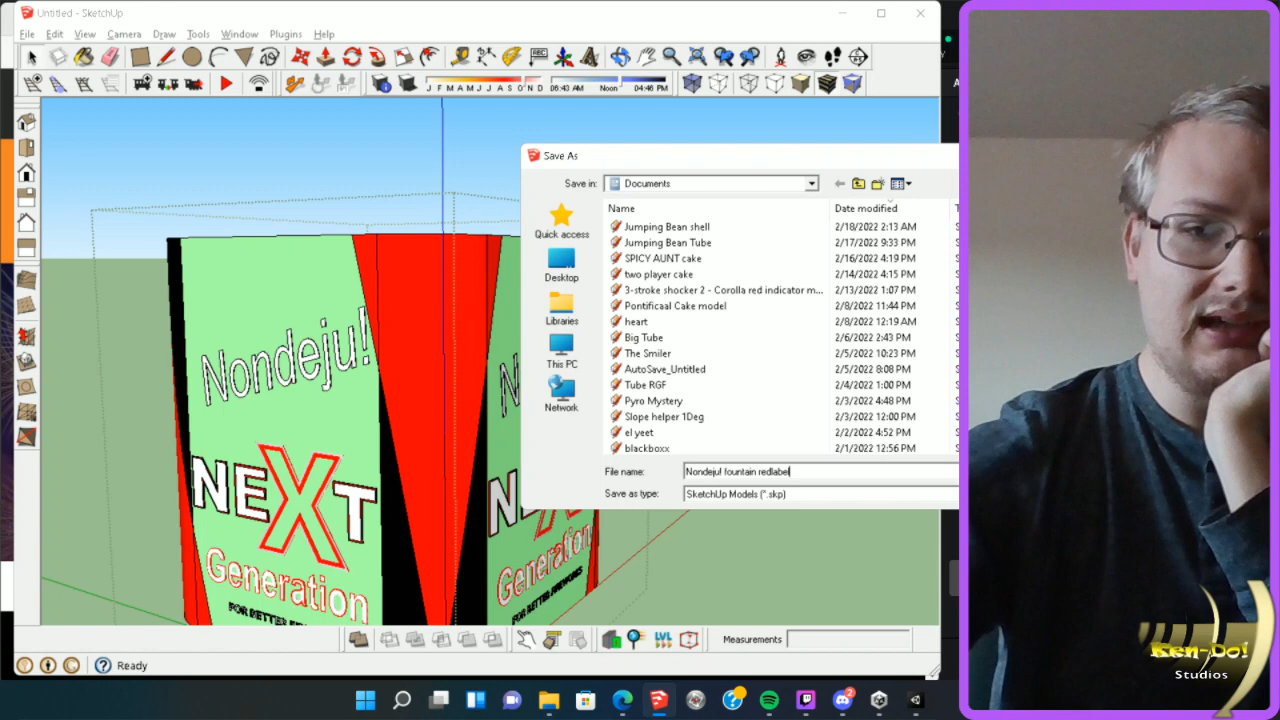 Untitled - SketchUp
File Edit View Camera Draw Tools Window Plugins Help
ABC
J F M A M J J A S O N D 06:43 AM Noon 04:46 PM
Save As
Save in: Documents
Name Date modified
Quick access
Desktop
Libraries
This PC
Network
Jumping Bean shell 2/18/2022 2:13 AM
Jumping Bean Tube 2/17/2022 9:33 PM
SPICY AUNT cake 2/16/2022 4:19 PM
two player cake 2/14/2022 4:15 PM
3-stroke shocker 2 - Corolla red indicator m... 2/13/2022 1:07 PM
Pontificaal Cake model 2/8/2022 11:44 PM
heart 2/8/2022 12:19 AM
Big Tube 2/6/2022 2:43 PM
The Smiler 2/5/2022 10:23 PM
AutoSave_Untitled 2/5/2022 8:08 PM
Tube RGF 2/4/2022 1:00 PM
Pyro Mystery 2/3/2022 4:48 PM
Slope helper 1Deg 2/3/2022 12:00 PM
el yeet 2/2/2022 4:52 PM
blackboxx 2/1/2022 12:56 PM
File name: Nondeju! fountain redlabel
Save as type: SketchUp Models (*.skp)
Nondeju!
NEXT
Generation
FOR BETTER
Generation
FOR BETTER FIREWORKS
LVL
Measurements
Ready
2
Ken-Do!
Studios